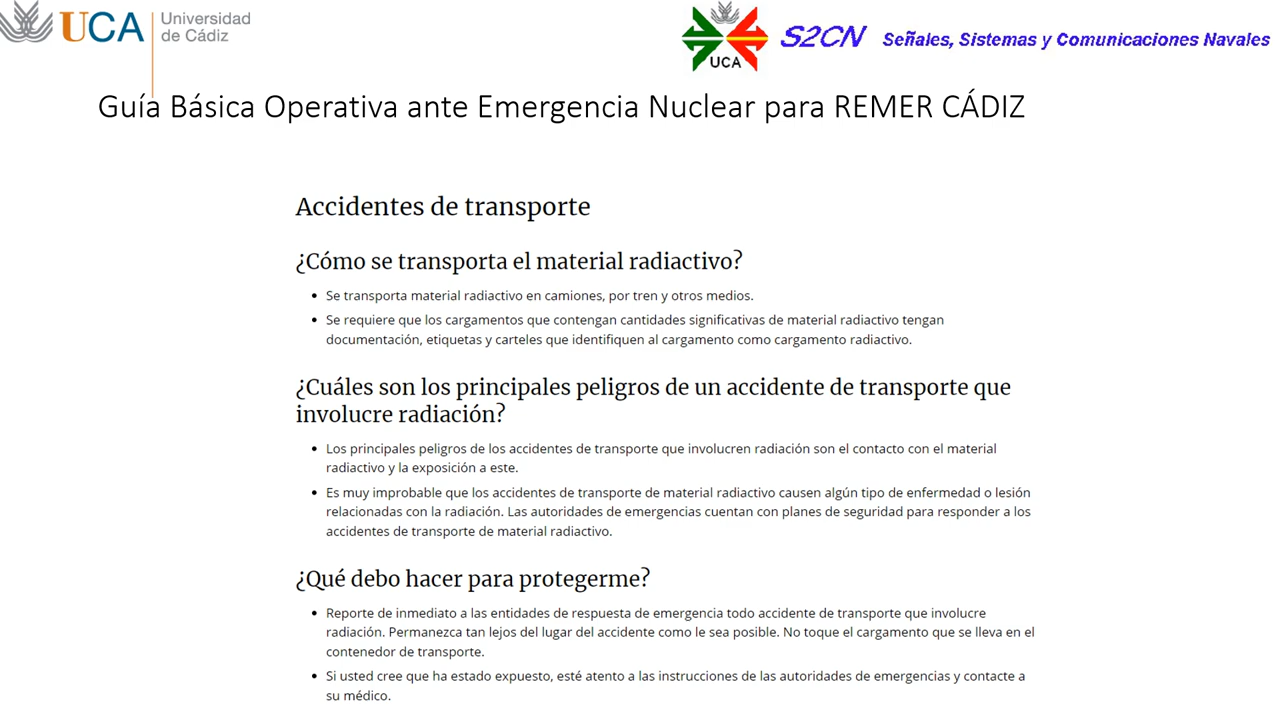 UCA Universidad de Cádiz
UCA
S2CN Señales, Sistemas y Comunicaciones Navales
Guía Básica Operativa ante Emergencia Nuclear para REMER CÁDIZ
Accidentes de transporte
¿Cómo se transporta el material radiactivo?
• Se transporta material radiactivo en camiones, por tren y otros medios.
• Se requiere que los cargamentos que contengan cantidades significativas de material radiactivo tengan
documentación, etiquetas y carteles que identifiquen al cargamento como cargamento radiactivo.
¿Cuáles son los principales peligros de un accidente de transporte que
involucre radiación?
• Los principales peligros de los accidentes de transporte que involucren radiación son el contacto con el material
radiactivo y la exposición a este.
• Es muy improbable que los accidentes de transporte de material radiactivo causen algún tipo de enfermedad o lesión
relacionadas con la radiación. Las autoridades de emergencias cuentan con planes de seguridad para responder a los
accidentes de transporte de material radiactivo.
¿Qué debo hacer para protegerme?
• Reporte de inmediato a las entidades de respuesta de emergencia todo accidente de transporte que involucre
radiación. Permanezca tan lejos del lugar del accidente como le sea posible. No toque el cargamento que se lleva en el
contenedor de transporte.
• Si usted cree que ha estado expuesto, esté atento a las instrucciones de las autoridades de emergencias y contacte a
su médico.